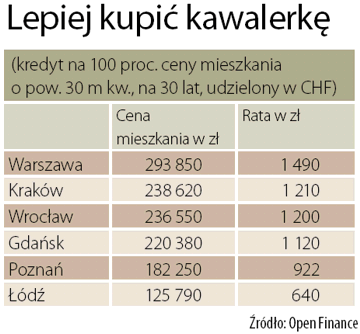 Lepiej kupić kawalerkę
(kredyt na 100 proc. ceny mieszkania
o pow. 30 m kw., na 30 lat, udzielony w CHF)
Cena mieszkania w zł Rata w zł
Warszawa 293 850 1 490
Kraków 238 620 1 210
Wrocław 236 550 1 200
Gdańsk 220 380 1 120
Poznań 182 250 922
Łódź 125 790 640
Źródło: Open Finance